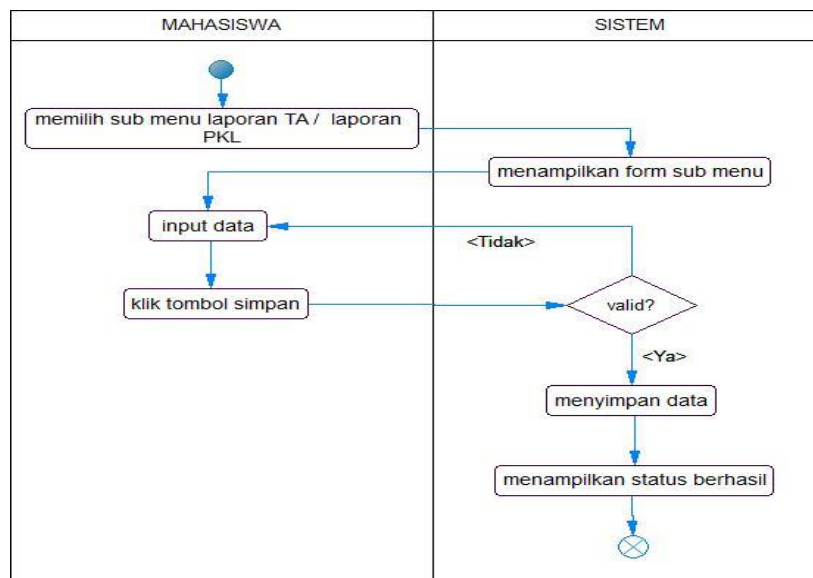 MAHASISWA
SISTEM
memilih sub menu laporan TA / laporan
PKL
menampilkan form sub menu
input data
<Tidak>
klik tombol simpan
valid?
<Ya>
menyimpan data
menampilkan status berhasil